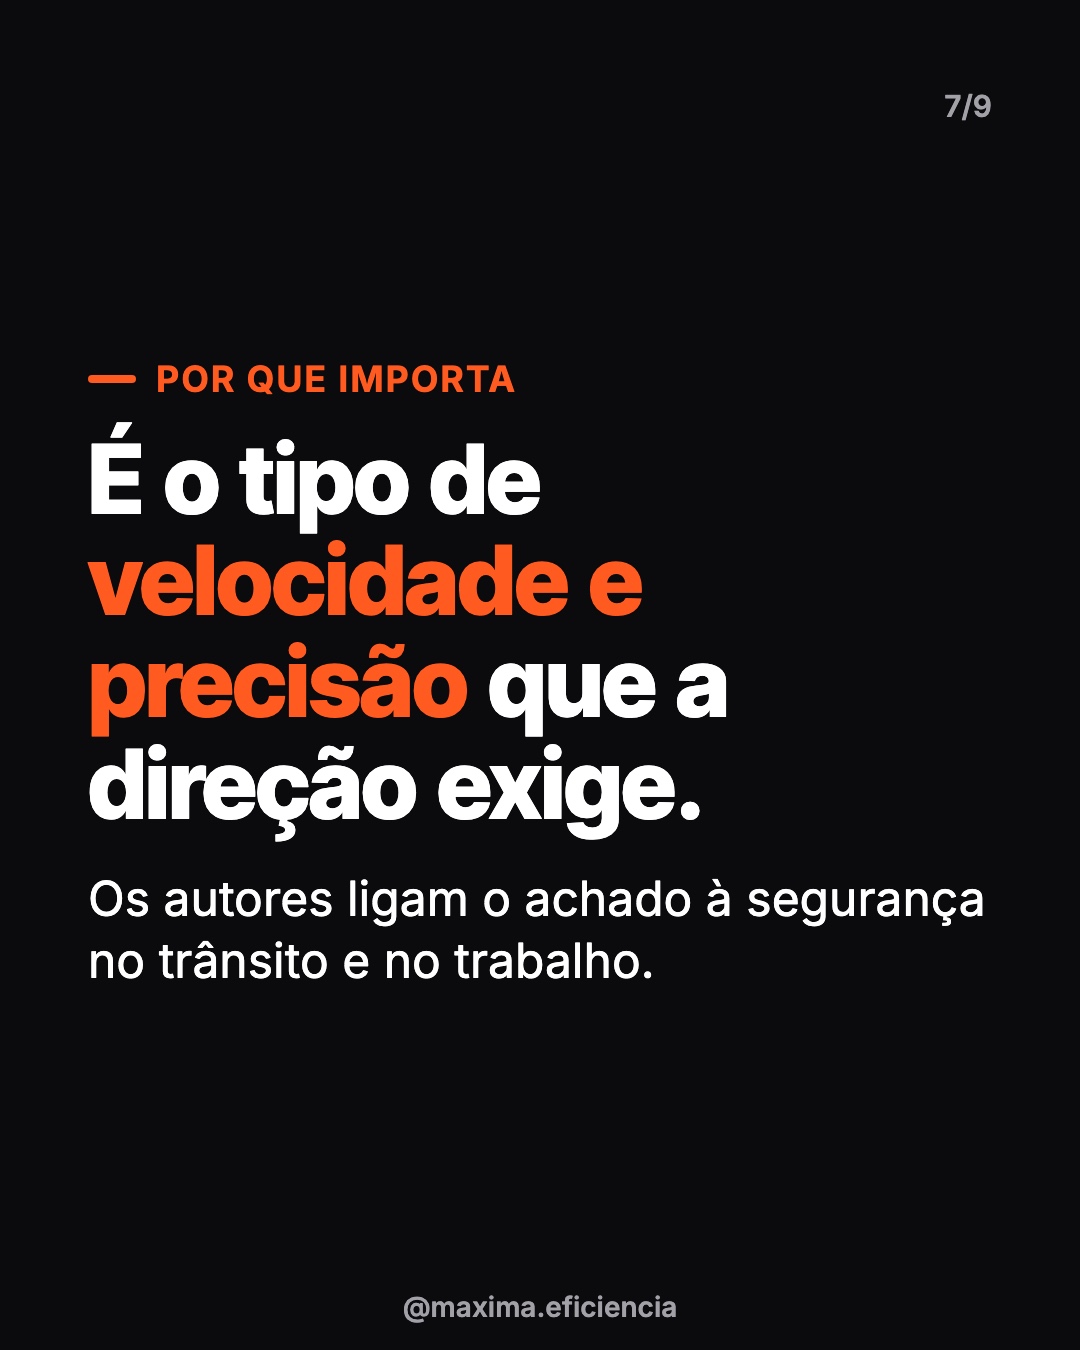 7/9
POR QUE IMPORTA
É o tipo de
velocidade e
precisão que a
direção exige.
Os autores ligam o achado à segurança
no trânsito e no trabalho.
@maxima.eficiencia